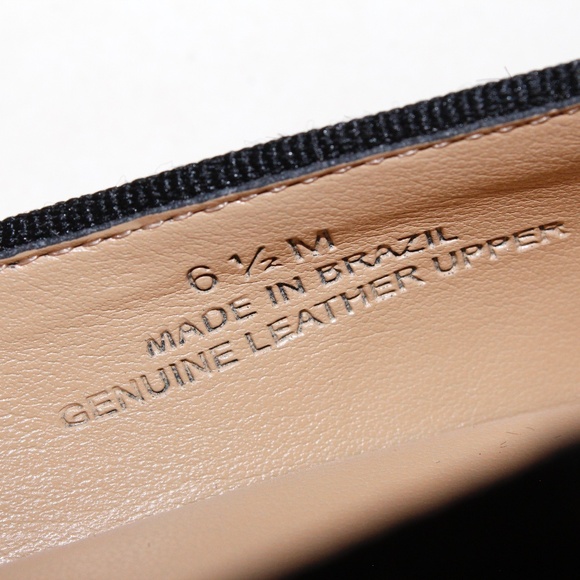 6 ½ M
MADE IN BRAZIL
GENUINE LEATHER UPPER